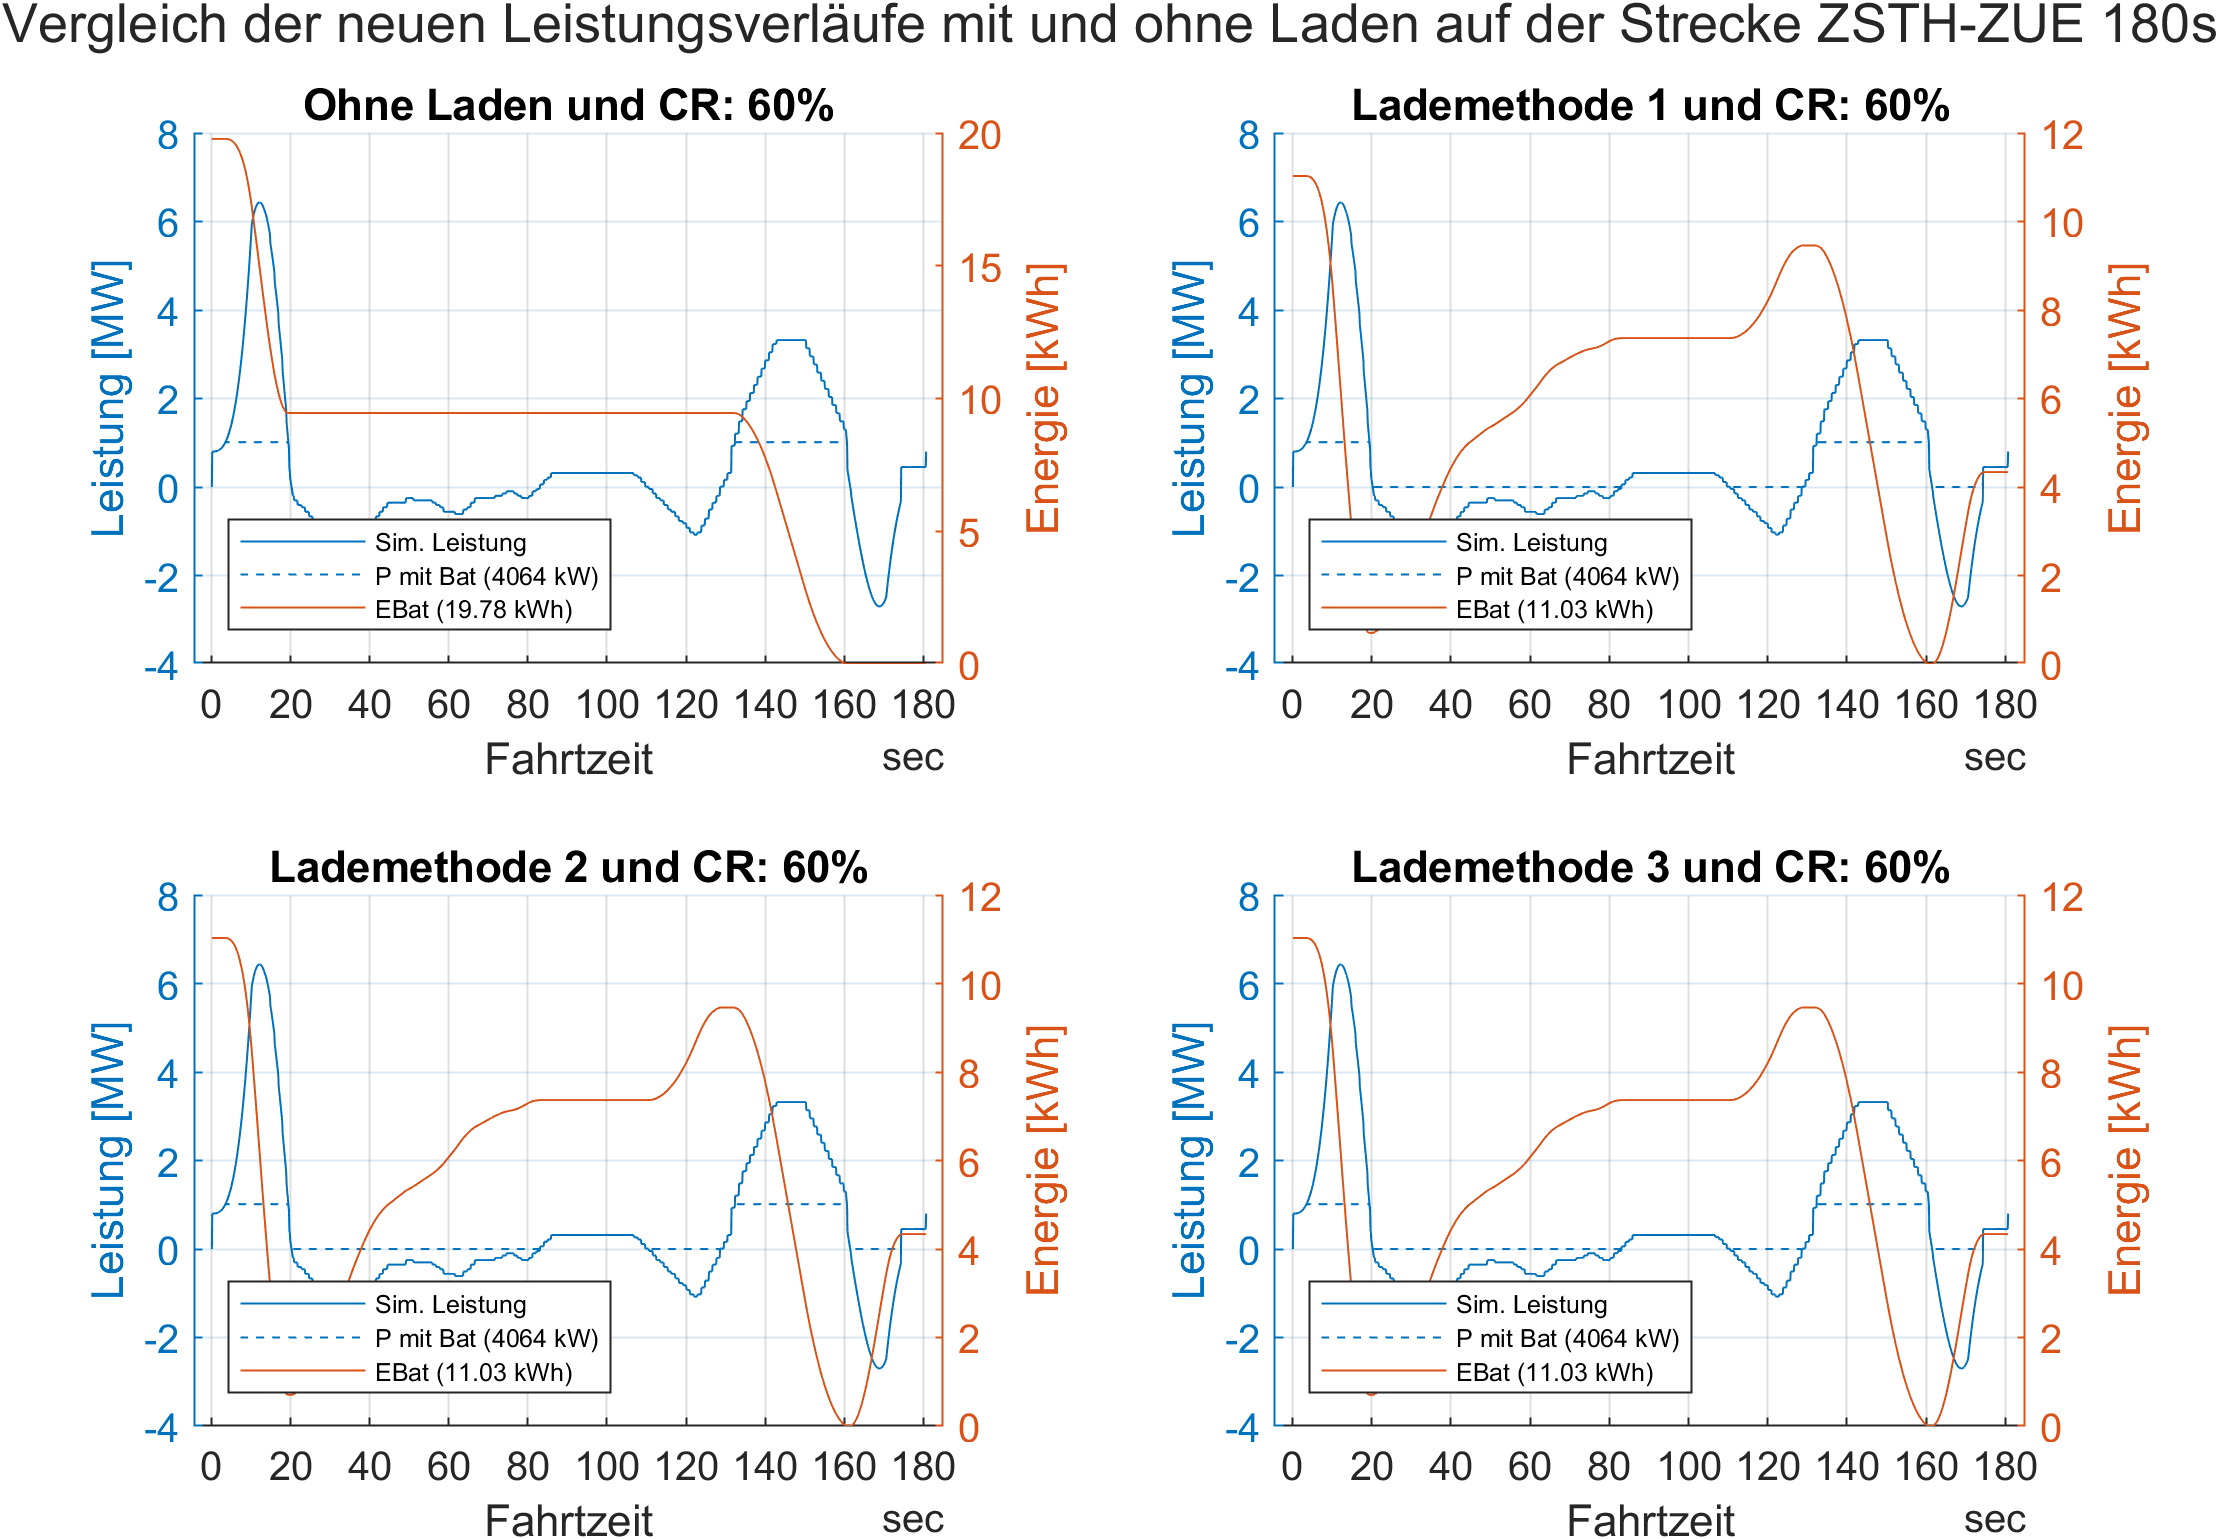 Vergleich der neuen Leistungsverläufe mit und ohne Laden auf der Strecke ZSTH-ZUE 180s
Ohne Laden und CR: 60%
8
6
4
2
0
-2
-4
Leistung [MW]
20
15
10
5
0
Energie [kWh]
Sim. Leistung
P mit Bat (4064 kW)
EBat (19.78 kWh)
0 20 40 60 80 100 120 140 160 180
Fahrtzeit sec
Lademethode 1 und CR: 60%
8
6
4
2
0
-2
-4
Leistung [MW]
12
10
8
6
4
2
0
Energie [kWh]
Sim. Leistung
P mit Bat (4064 kW)
EBat (11.03 kWh)
0 20 40 60 80 100 120 140 160 180
Fahrtzeit sec
Lademethode 2 und CR: 60%
8
6
4
2
0
-2
-4
Leistung [MW]
12
10
8
6
4
2
0
Energie [kWh]
Sim. Leistung
P mit Bat (4064 kW)
EBat (11.03 kWh)
0 20 40 60 80 100 120 140 160 180
Fahrtzeit sec
Lademethode 3 und CR: 60%
8
6
4
2
0
-2
-4
Leistung [MW]
12
10
8
6
4
2
0
Energie [kWh]
Sim. Leistung
P mit Bat (4064 kW)
EBat (11.03 kWh)
0 20 40 60 80 100 120 140 160 180
Fahrtzeit sec